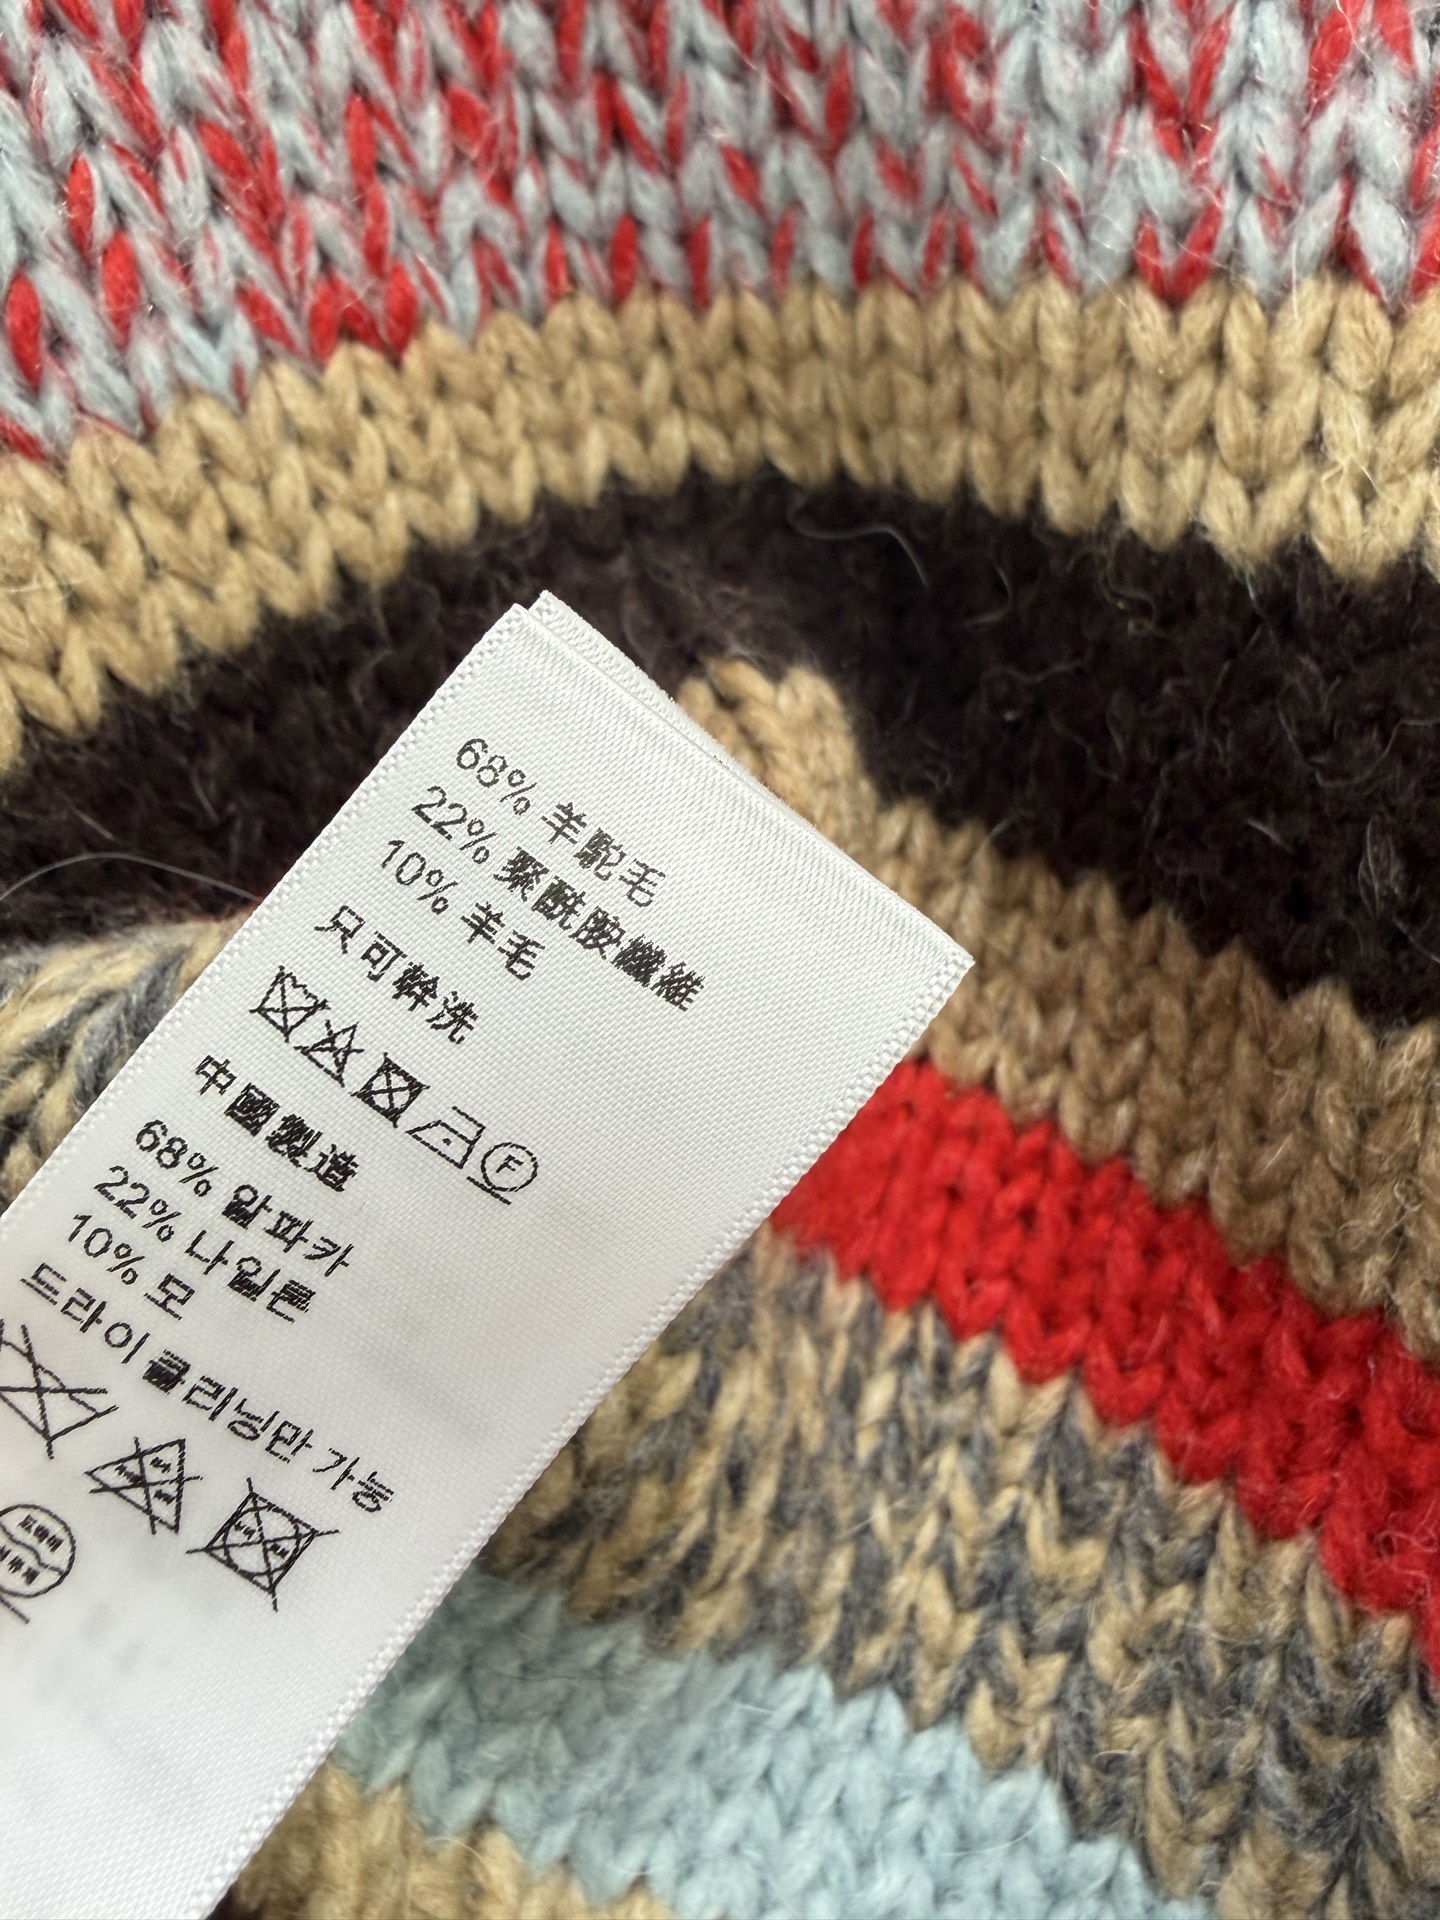 68% 羊駝毛
22% 聚酰胺纖維
10% 羊毛
只可幹洗
F
中國製造
68% 알파카
22% 나일론
10% 모
드라이 클리닝만 가능